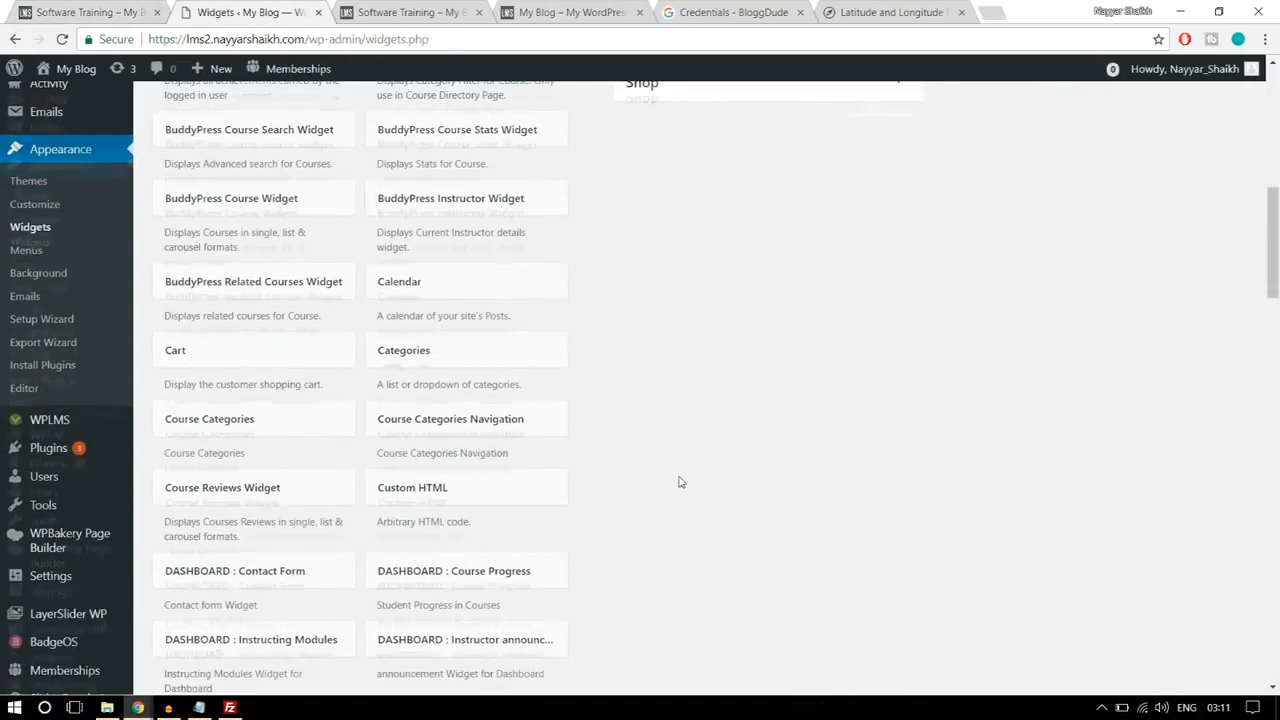 Software Training – My B
Widgets ‹ My Blog — Wo
Software Training – My B
My Blog – My WordPress
Credentials - BloggDude
Latitude and Longitude F
Nayyar Shaikh
Secure
https://lms2.nayyarshaikh.com/wp-admin/widgets.php
My Blog
3
0
New
Memberships
0
Howdy, Nayyar_Shaikh
Activity
Emails
Appearance
Themes
Customize
Widgets
Menus
Background
Emails
Setup Wizard
Export Wizard
Install Plugins
Editor
WPLMS
Plugins 3
Users
Tools
WPBakery Page
Builder
Settings
LayerSlider WP
BadgeOS
Memberships
Displays all achievements earned by the
logged in user
Displays Category Filter for Course. Only
use in Course Directory Page.
BuddyPress Course Search Widget
Displays Advanced search for Courses.
BuddyPress Course Stats Widget
Displays Stats for Course.
BuddyPress Course Widget
Displays Courses in single, list &
carousel formats.
BuddyPress Instructor Widget
Displays Current Instructor details
widget.
BuddyPress Related Courses Widget
Displays related courses for Course.
Calendar
A calendar of your site's Posts.
Cart
Display the customer shopping cart.
Categories
A list or dropdown of categories.
Course Categories
Course Categories
Course Categories Navigation
Course Categories Navigation
Course Reviews Widget
Displays Courses Reviews in single, list &
carousel formats.
Custom HTML
Arbitrary HTML code.
DASHBOARD : Contact Form
Contact form Widget
DASHBOARD : Course Progress
Student Progress in Courses
DASHBOARD : Instructing Modules
Instructing Modules Widget for
Dashboard
DASHBOARD : Instructor announc...
announcement Widget for Dashboard
Shop
ENG
03:11